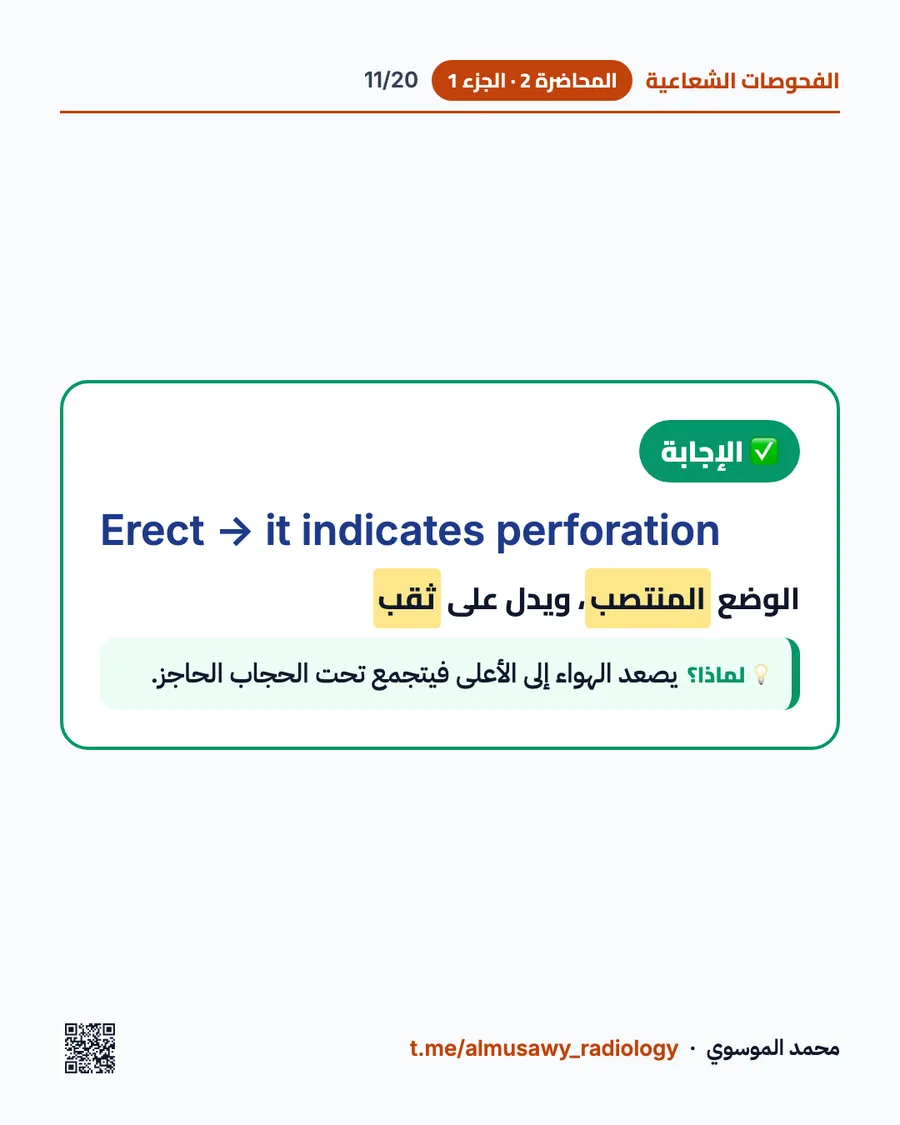 الفحوصات الشعاعية المحاضرة 2 · الجزء 1 11/20
✅ الإجابة
Erect → it indicates perforation
الوضع المنتصب، ويدل على ثقب
💡 لماذا؟ يصعد الهواء إلى الأعلى فيتجمع تحت الحجاب الحاجز.
محمد الموسوي · t.me/almusawy_radiology